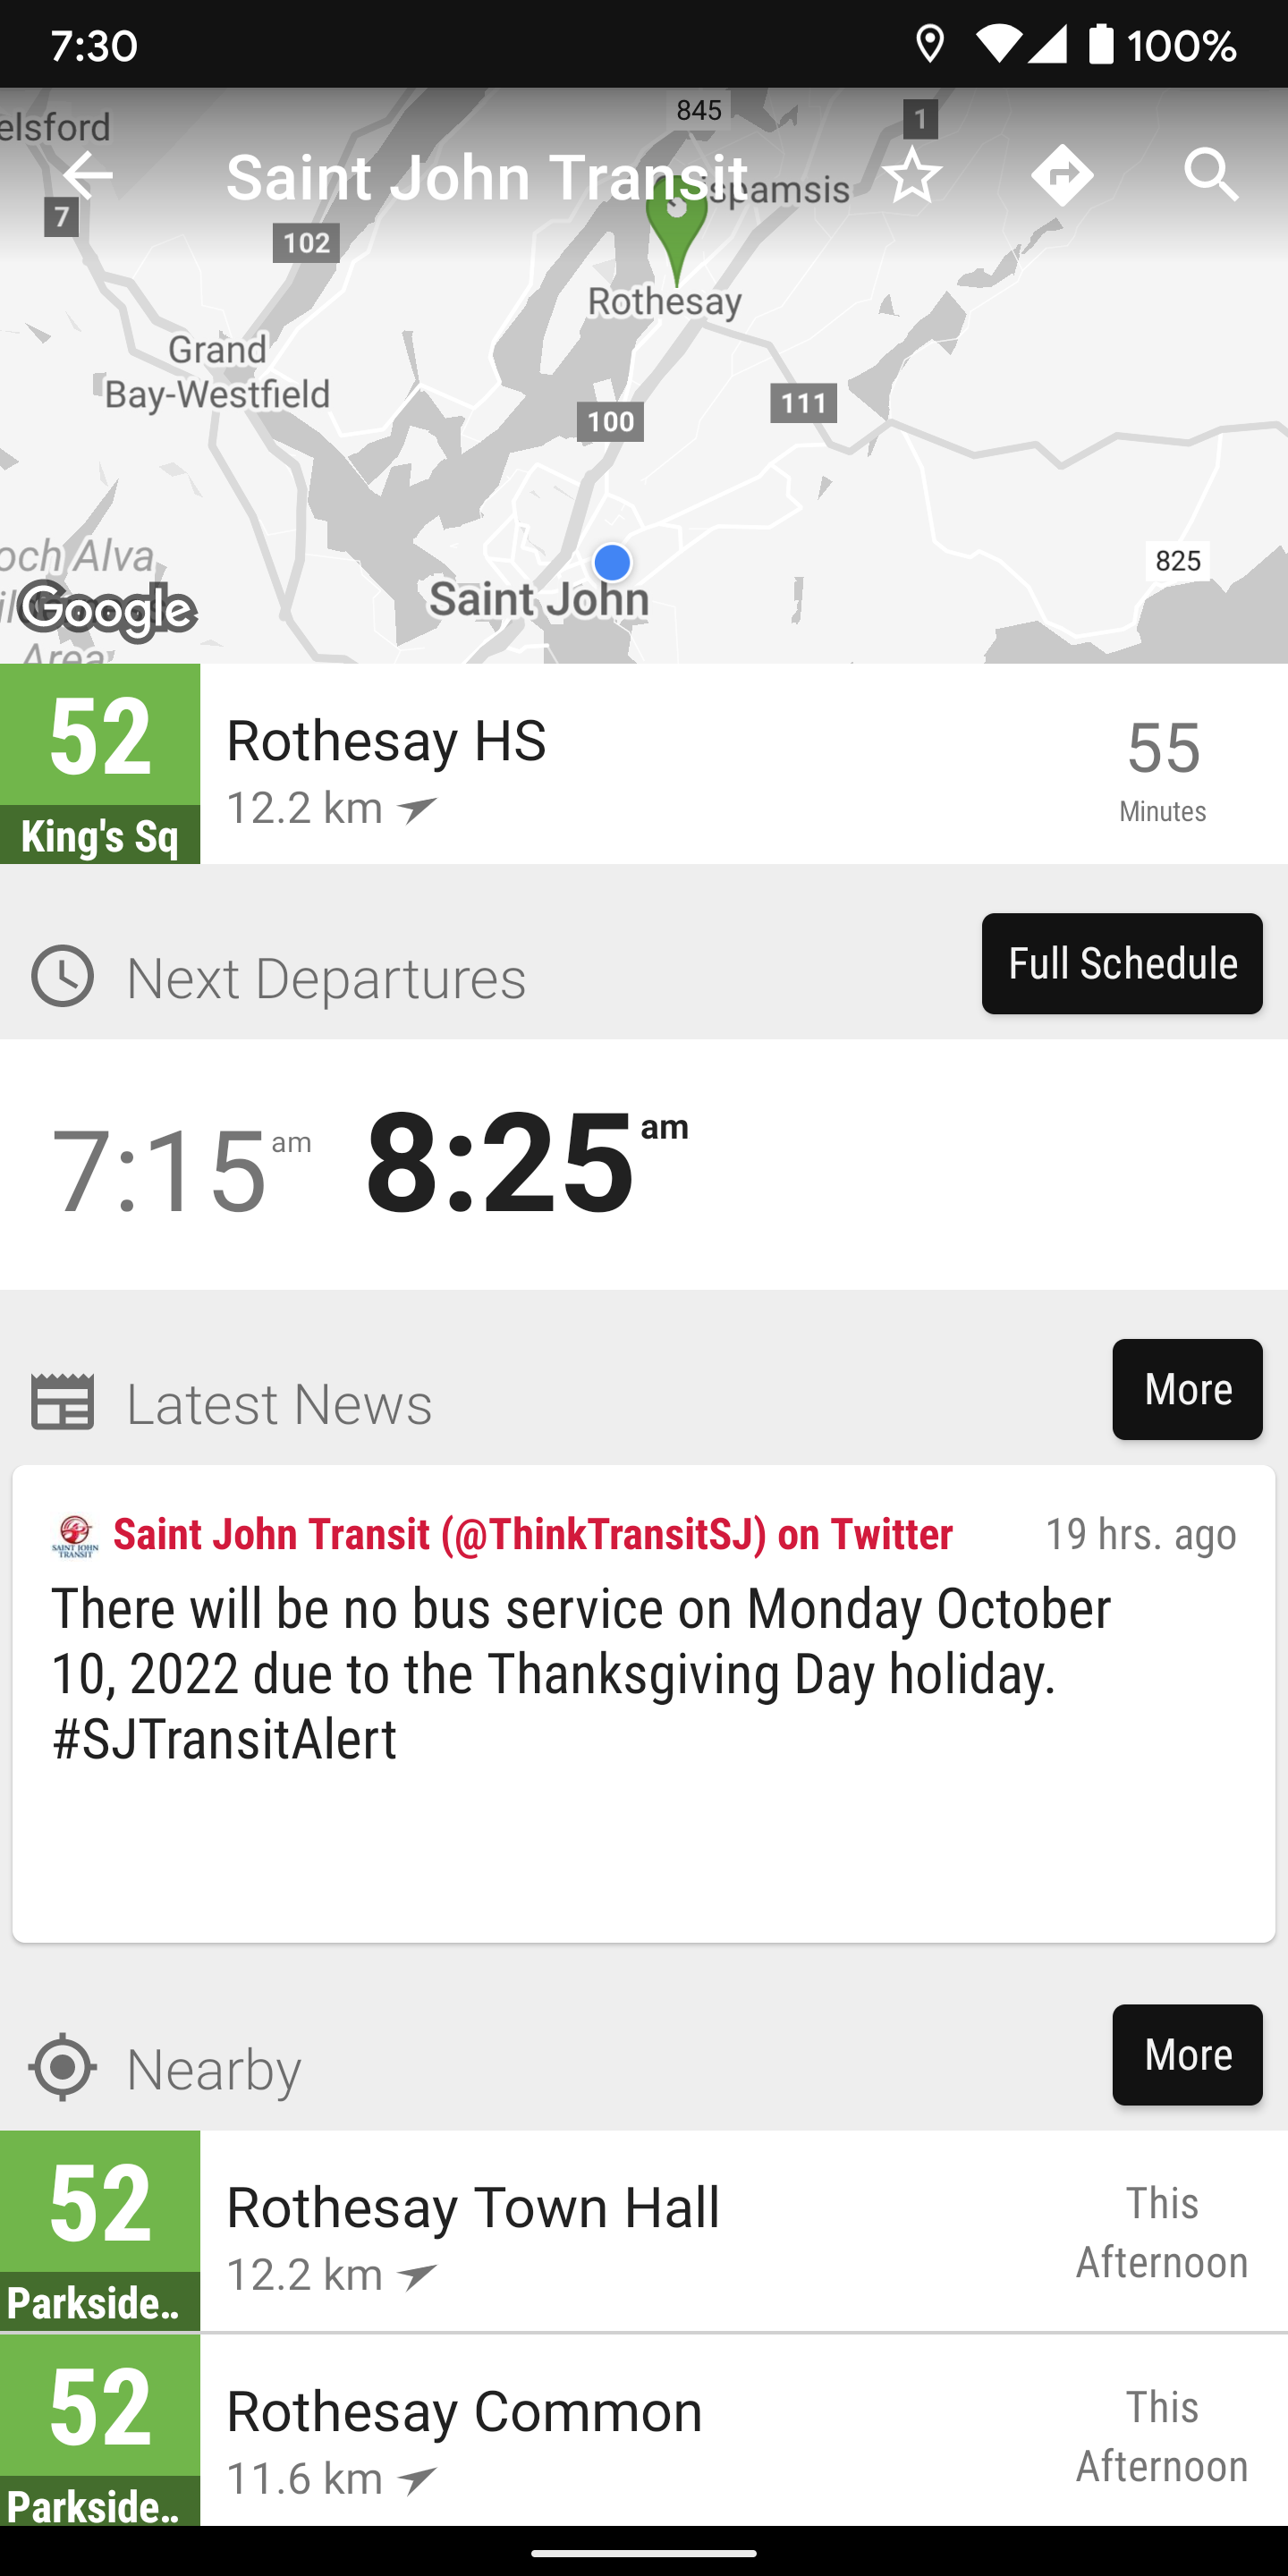 7:30
100%
elsford
845
1
Saint John Transit
spamsis
7
102
Rothesay
Grand
Bay-Westfield
111
100
och Alva
825
Google
Saint John
Area
52
King's Sq
Rothesay HS
12.2 km
55
Minutes
Next Departures
Full Schedule
7:15 am 8:25 am
Latest News
More
Saint John Transit (@ThinkTransitSJ) on Twitter
19 hrs. ago
There will be no bus service on Monday October
10, 2022 due to the Thanksgiving Day holiday.
#SJTransitAlert
Nearby
More
52
Parkside..
Rothesay Town Hall
12.2 km
This
Afternoon
52
Parkside..
Rothesay Common
11.6 km
This
Afternoon